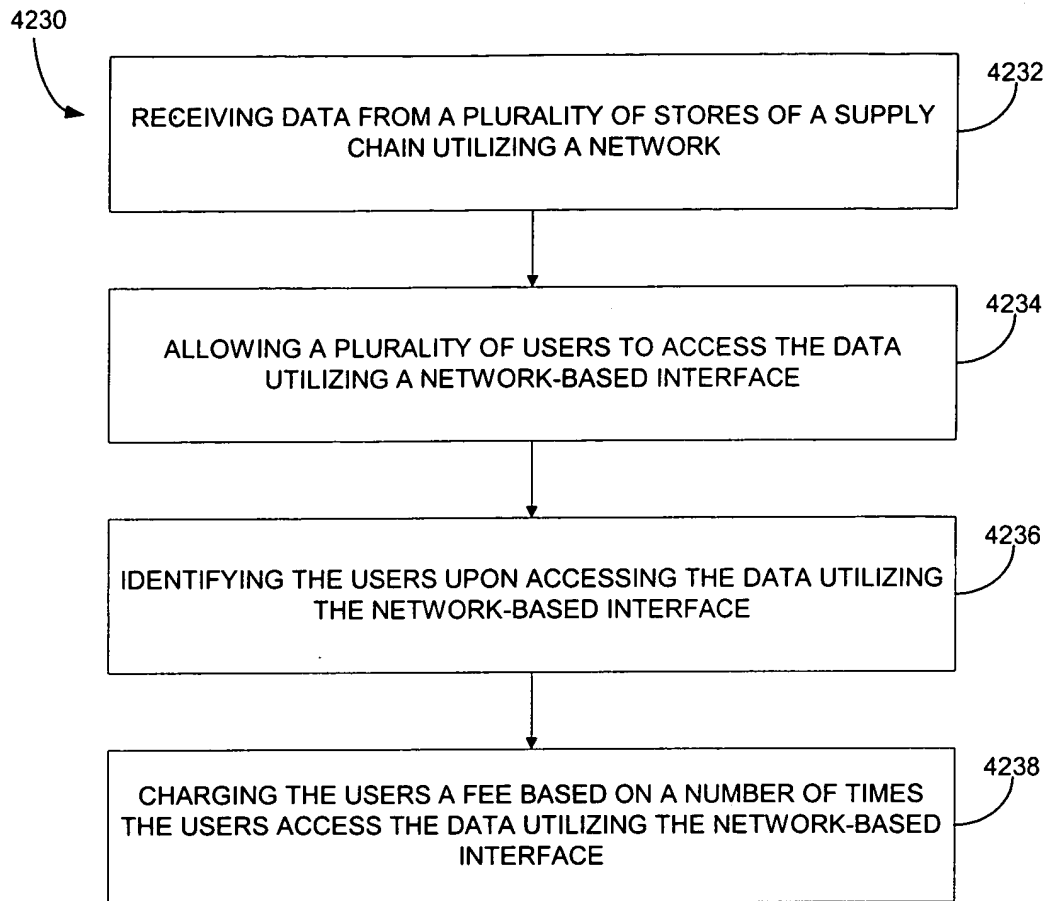 4230
4232
RECEIVING DATA FROM A PLURALITY OF STORES OF A SUPPLY
CHAIN UTILIZING A NETWORK
4234
ALLOWING A PLURALITY OF USERS TO ACCESS THE DATA
UTILIZING A NETWORK-BASED INTERFACE
4236
IDENTIFYING THE USERS UPON ACCESSING THE DATA UTILIZING
THE NETWORK-BASED INTERFACE
4238
CHARGING THE USERS A FEE BASED ON A NUMBER OF TIMES
THE USERS ACCESS THE DATA UTILIZING THE NETWORK-BASED
INTERFACE